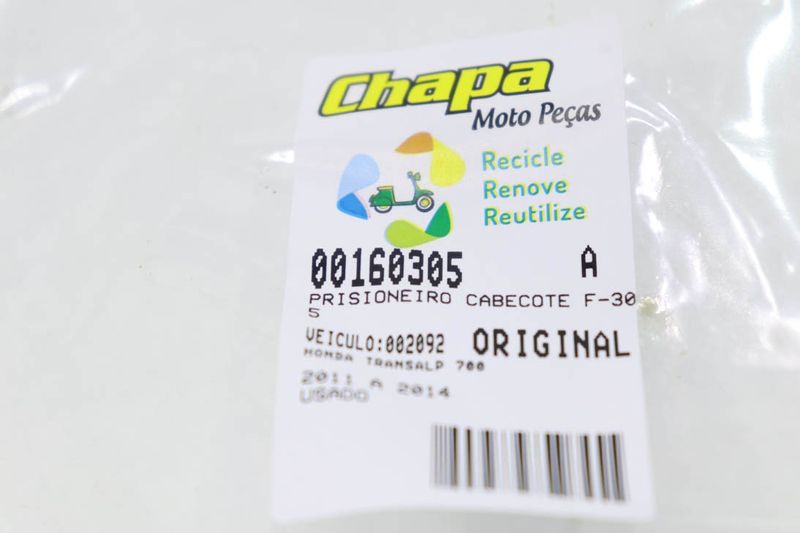 Chapa
Moto Peças
Recicle
Renove
Reutilize
00160305 A
PRISIONEIRO CABECOTE F-30
5
VEICULO:002092 ORIGINAL
HONDA TRANSALP 700
2011 A 2014
USADO